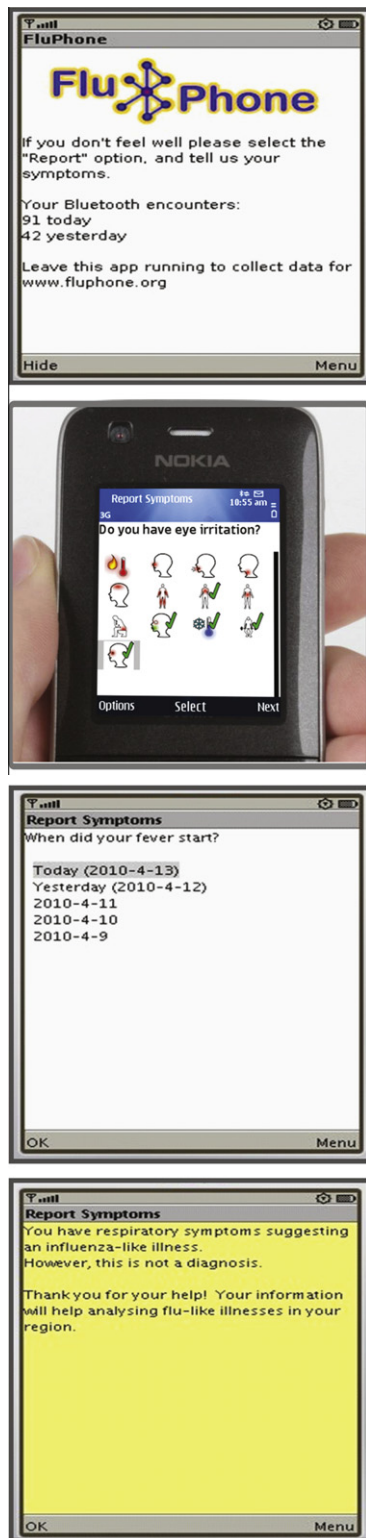 FluPhone
Flu Phone
If you don't feel well please select the
"Report" option, and tell us your
symptoms.
Your Bluetooth encounters:
91 today
42 yesterday
Leave this app running to collect data for
www.fluphone.org
Hide Menu
NOKIA
Report Symptoms
10:55 am
3G
Do you have eye irritation?
Options Select Next
Report Symptoms
When did your fever start?
Today (2010-4-13)
Yesterday (2010-4-12)
2010-4-11
2010-4-10
2010-4-9
OK Menu
Report Symptoms
You have respiratory symptoms suggesting
an influenza-like illness.
However, this is not a diagnosis.
Thank you for your help! Your information
will help analysing flu-like illnesses in your
region.
OK Menu